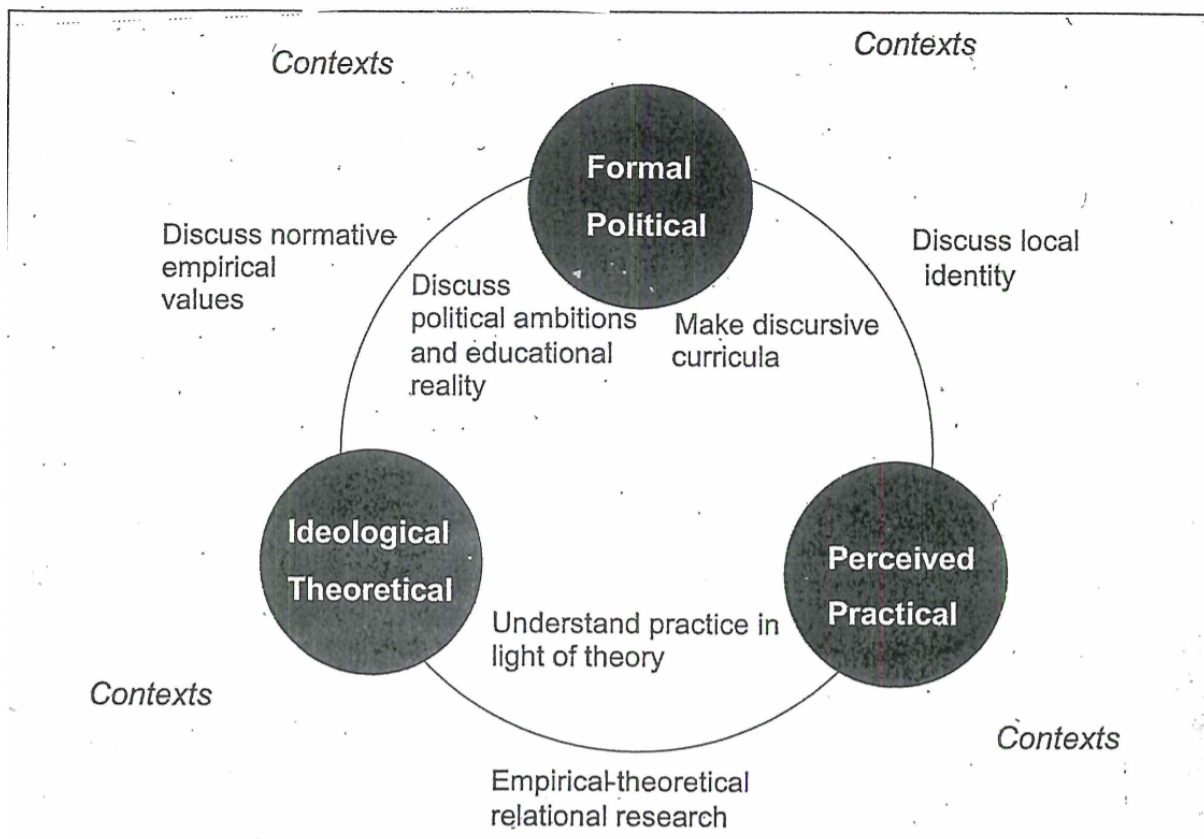 Contexts
Contexts
Formal
Political
Discuss normative-
empirical
values
Discuss local
identity
Discuss
political ambitions
and educational
reality
Make discursive
curricula
Ideological
Theoretical
Perceived
Practical
Understand practice in
light of theory
Contexts
Contexts
Empirical-theoretical
relational research